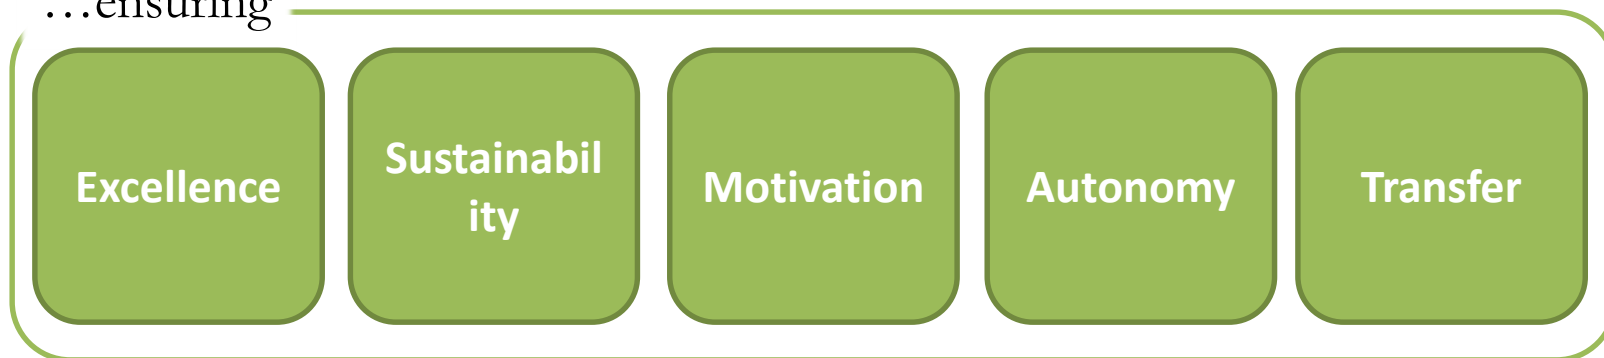 …ensuring
Excellence
Sustainabil
ity
Motivation
Autonomy
Transfer